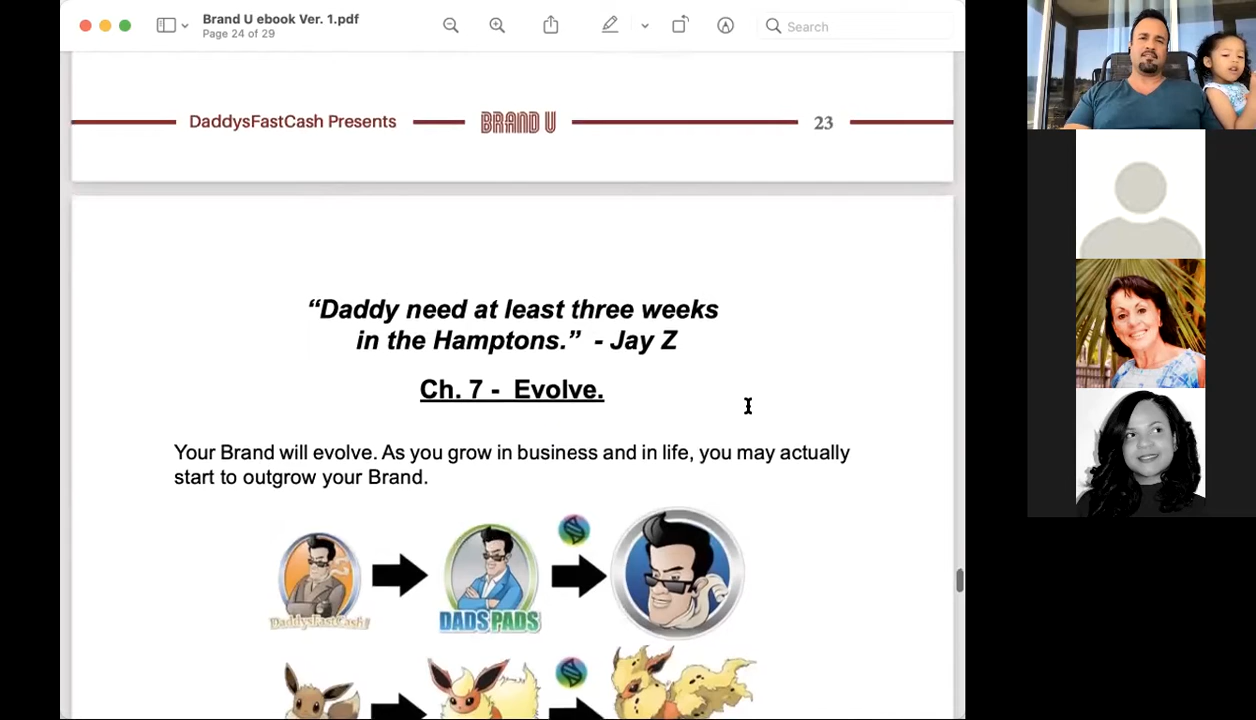 Brand U ebook Ver. 1.pdf
Page 24 of 29
Search
DaddysFastCash Presents BRAND U 23
“Daddy need at least three weeks
in the Hamptons.” - Jay Z
Ch. 7 - Evolve.
Your Brand will evolve. As you grow in business and in life, you may actually
start to outgrow your Brand.
DaddysFastCash! DADSPADS